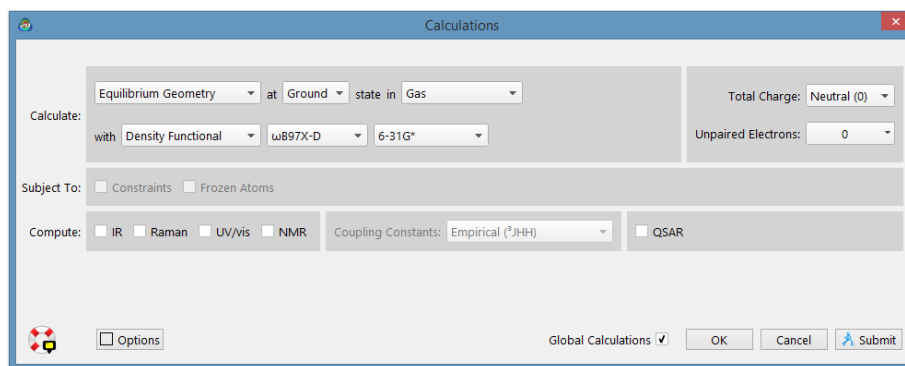 Calculations
Calculate: Equilibrium Geometry at Ground state in Gas
with Density Functional ωB97X-D 6-31G*
Total Charge: Neutral (0)
Unpaired Electrons: 0
Subject To: Constraints Frozen Atoms
Compute: IR Raman UV/vis NMR Coupling Constants: Empirical (³JHH) QSAR
Options Global Calculations OK Cancel Submit